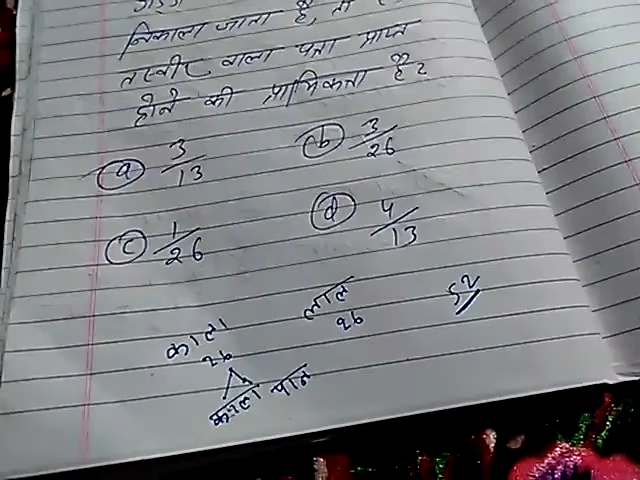 निकाला जाता है, तो
तस्वीर वाला पत्ता प्राप्त
होने की प्रायिकता है?
(a) 3/13 (b) 3/26
(c) 1/26 (d) 4/13
काला लाल 52
26 26
पान